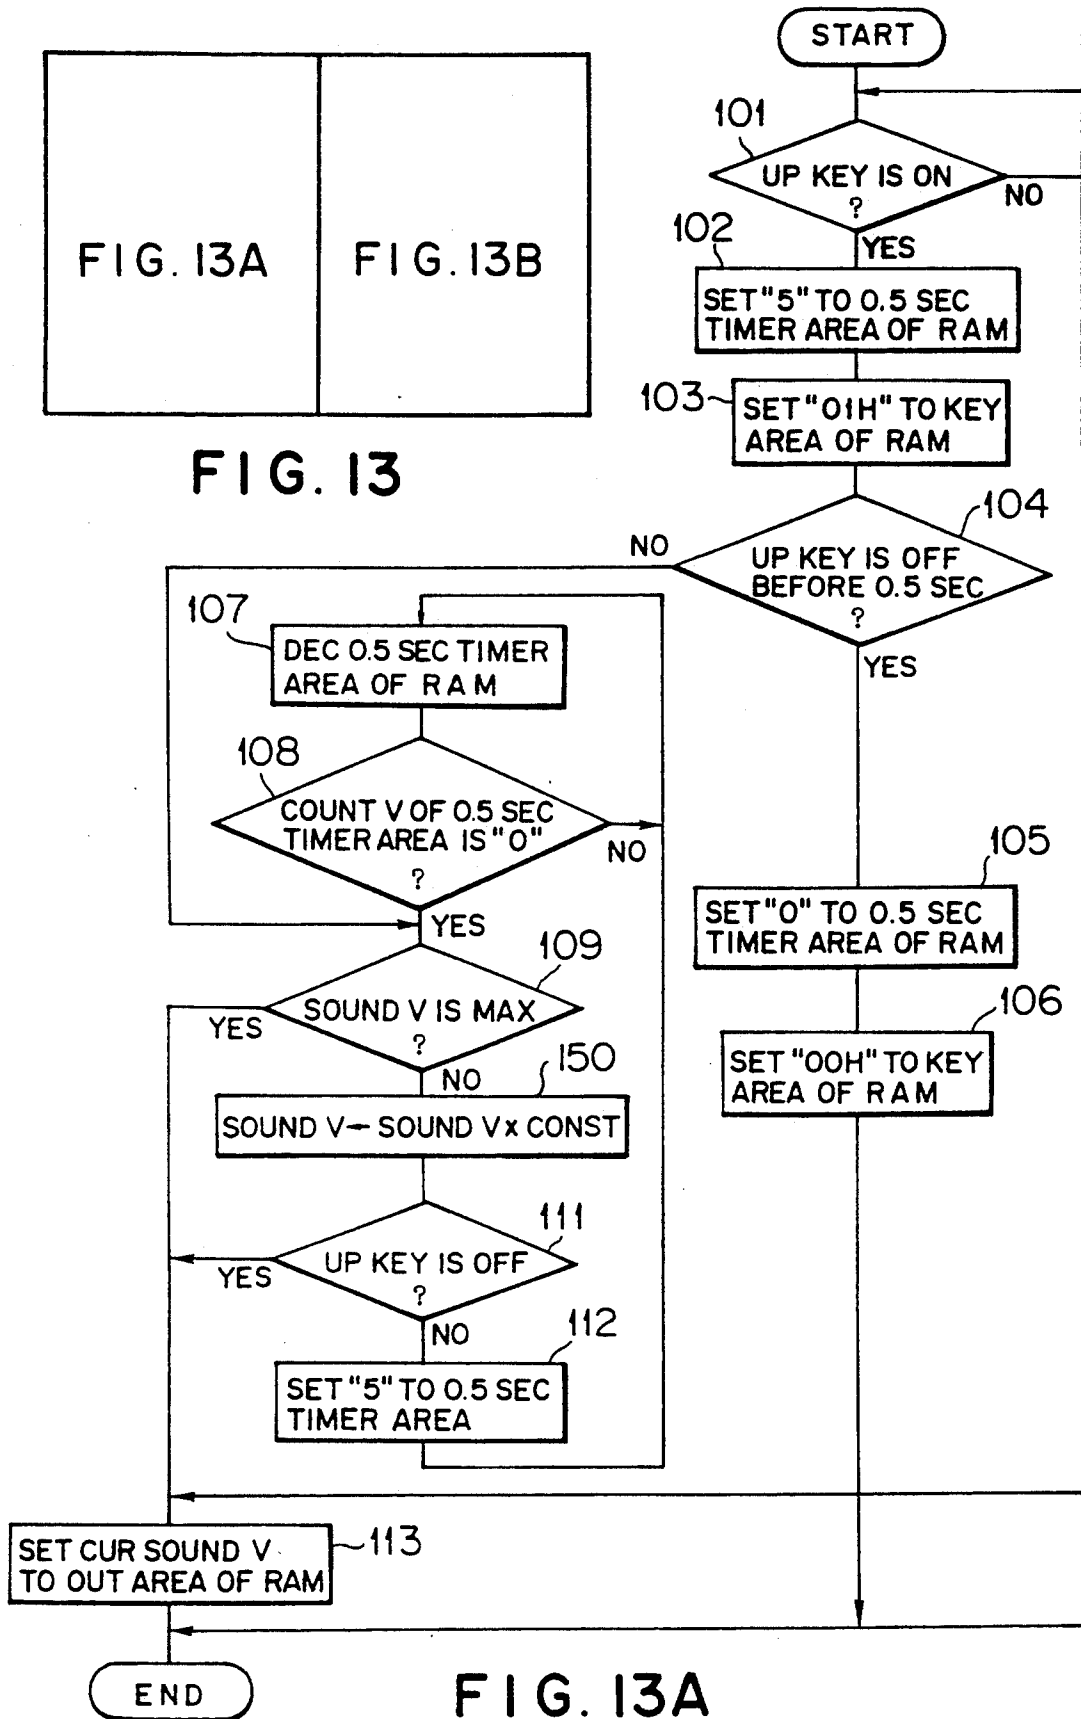 FIG. 13A
FIG. 13B
FIG. 13
START
101
UP KEY IS ON
?
NO
YES
102
SET "5" TO 0.5 SEC
TIMER AREA OF RAM
103
SET "01H" TO KEY
AREA OF RAM
104
UP KEY IS OFF
BEFORE 0.5 SEC
?
NO
YES
105
SET "0" TO 0.5 SEC
TIMER AREA OF RAM
106
SET "00H" TO KEY
AREA OF RAM
107
DEC 0.5 SEC TIMER
AREA OF RAM
108
COUNT V OF 0.5 SEC
TIMER AREA IS "0"
?
NO
YES
109
SOUND V IS MAX
?
YES
NO
150
SOUND V ← SOUND V x CONST
111
UP KEY IS OFF
?
YES
NO
112
SET "5" TO 0.5 SEC
TIMER AREA
113
SET CUR SOUND V
TO OUT AREA OF RAM
END
FIG. 13A